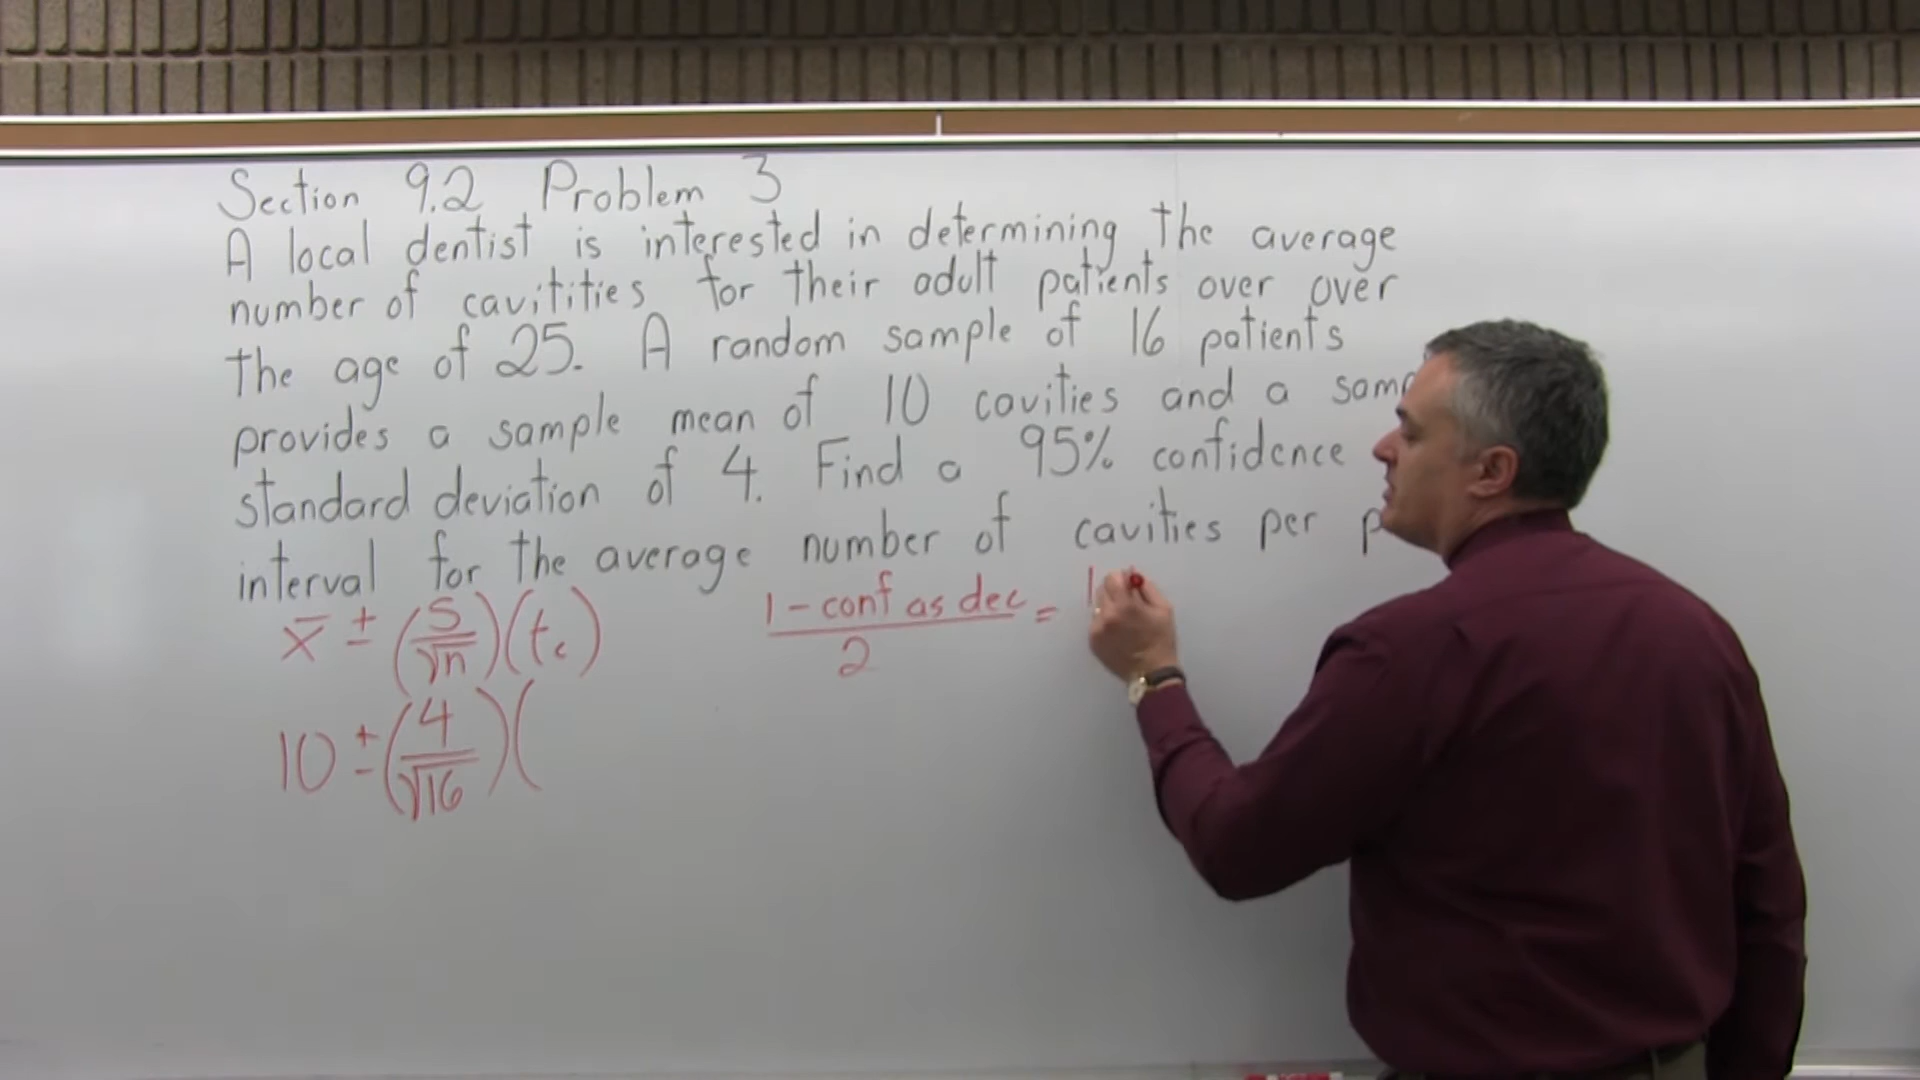 Section 9.2 Problem 3
A local dentist is interested in determining the average
number of cavitities for their adult patients over over
the age of 25. A random sample of 16 patients
provides a sample mean of 10 cavities and a
standard deviation of 4. Find a 95% confidence
interval for the average number of cavities per
x̄ ± (s/√n)(t_c)
1 - conf as dec / 2 =
10 ± (4/√16)(